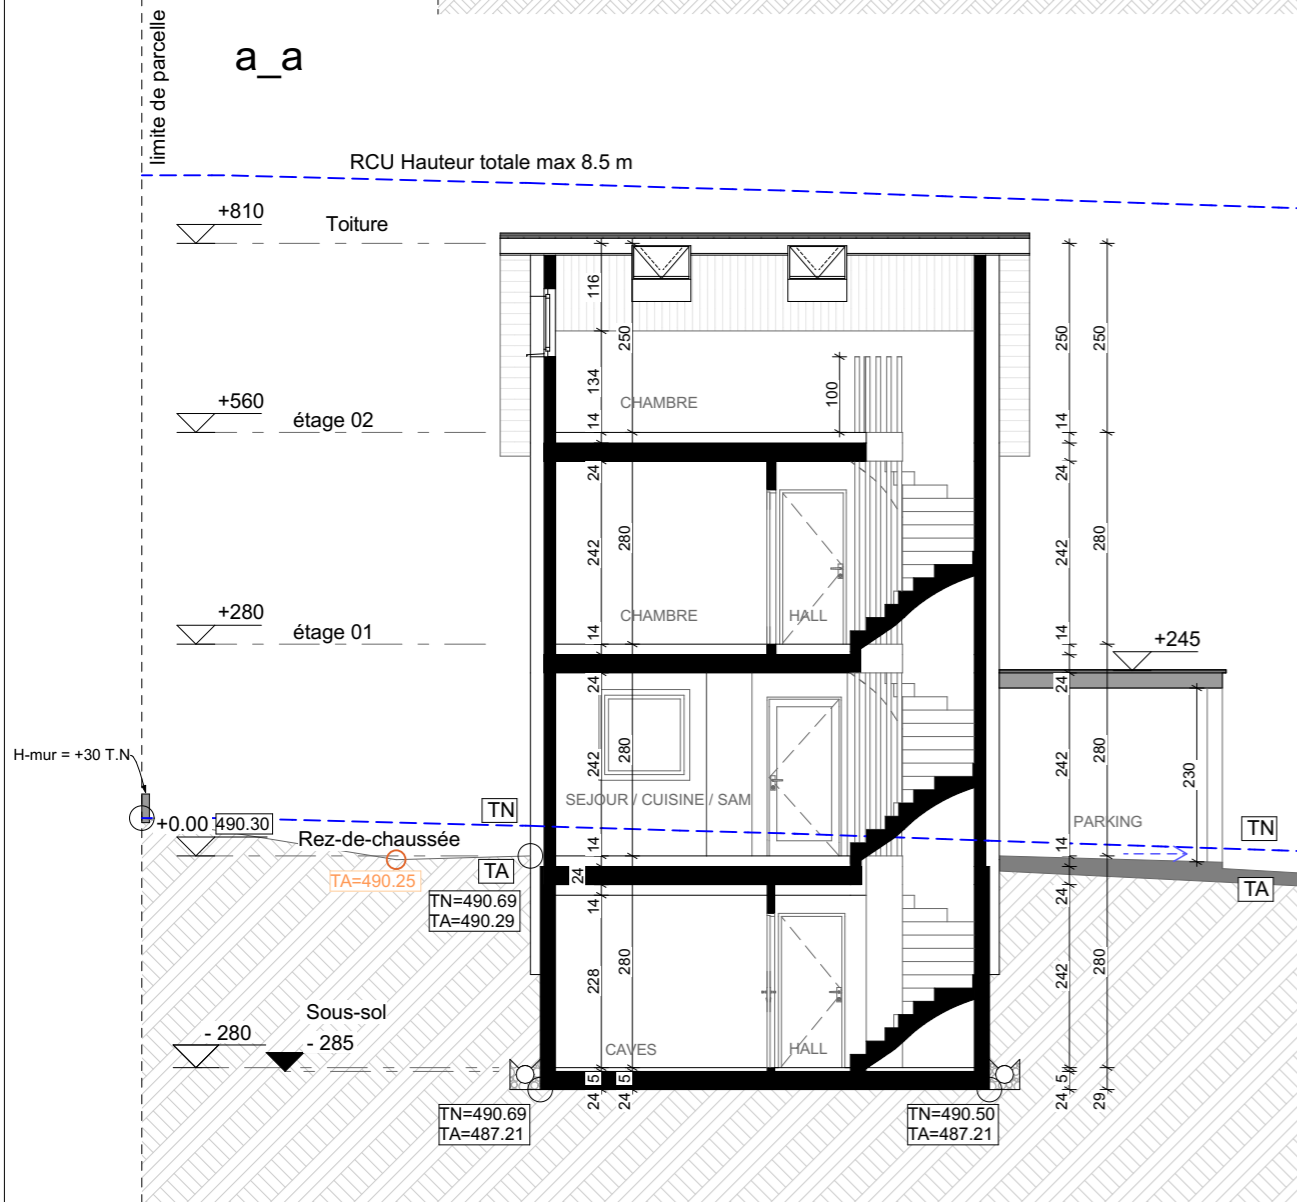 limite de parcelle
a_a
RCU Hauteur totale max 8.5 m
+810
Toiture
116
250
250
250
+560
étage 02
134
CHAMBRE
100
14
14
24
24
242
280
242
280
+280
étage 01
CHAMBRE
HALL
14
14
+245
24
24
H-mur = +30 T.N
242
280
242
280
230
SEJOUR / CUISINE / SAM
TN
PARKING
TN
+0.00
490.30
Rez-de-chaussée
14
14
TA=490.25
TA
24
24
TA
TN=490.69
TA=490.29
14
228
280
242
280
Sous-sol
- 280
- 285
CAVES
HALL
5
5
5
24
24
24
29
TN=490.69
TA=487.21
TN=490.50
TA=487.21